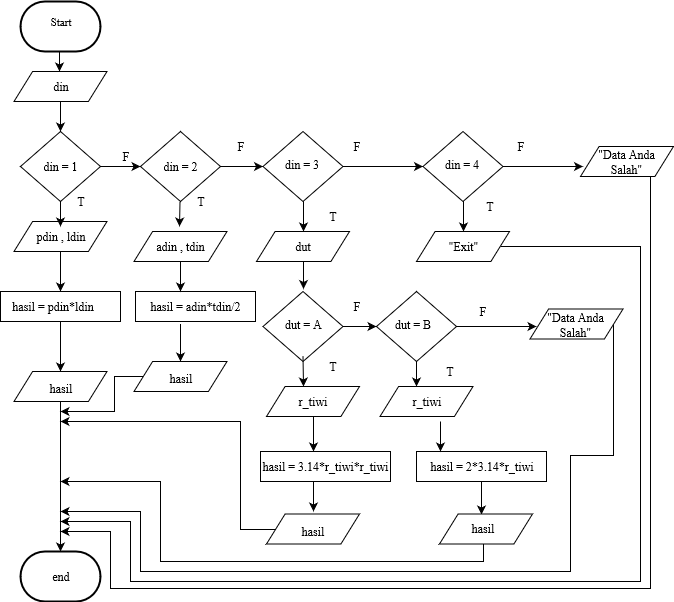 Start
din
din = 1
F
din = 2
F
din = 3
F
din = 4
F
"Data Anda
Salah"
T
T
T
T
pdin , ldin
adin , tdin
dut
"Exit"
hasil = pdin*ldin
hasil = adin*tdin/2
dut = A
F
dut = B
F
"Data Anda
Salah"
T
T
hasil
hasil
r_tiwi
r_tiwi
hasil = 3.14*r_tiwi*r_tiwi
hasil = 2*3.14*r_tiwi
hasil
hasil
end